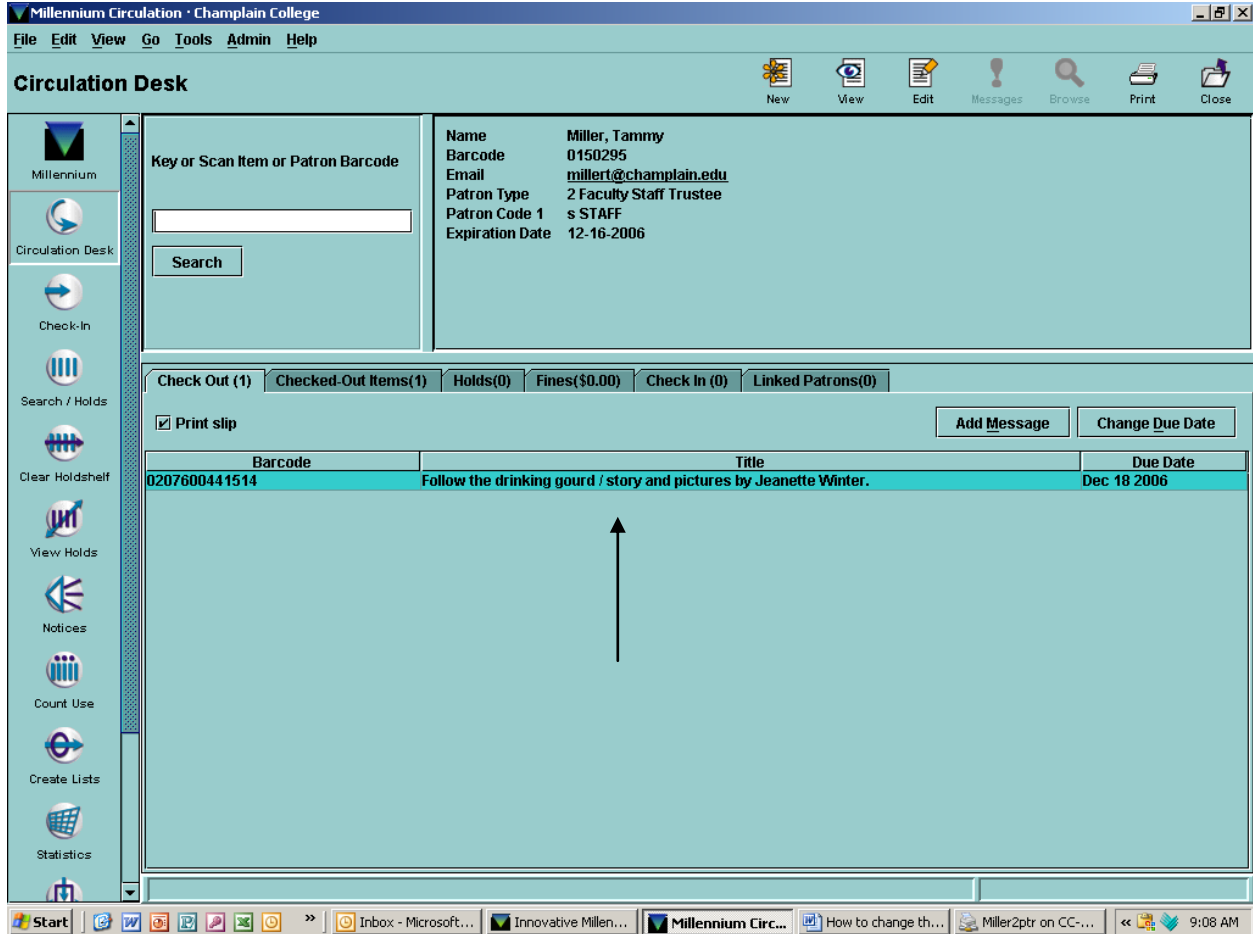 Millennium Circulation · Champlain College
File Edit View Go Tools Admin Help
Circulation Desk
New View Edit Messages Browse Print Close
Millennium
Circulation Desk
Check-In
Search / Holds
Clear Holdshelf
View Holds
Notices
Count Use
Create Lists
Statistics
Key or Scan Item or Patron Barcode
Search
Name Miller, Tammy
Barcode 0150295
Email millert@champlain.edu
Patron Type 2 Faculty Staff Trustee
Patron Code 1 s STAFF
Expiration Date 12-16-2006
Check Out (1) Checked-Out Items(1) Holds(0) Fines($0.00) Check In (0) Linked Patrons(0)
Print slip Add Message Change Due Date
Barcode Title Due Date
0207600441514 Follow the drinking gourd / story and pictures by Jeanette Winter. Dec 18 2006
Start » Inbox - Microsoft... Innovative Millen... Millennium Circ... How to change th... Miller2ptr on CC-... « 9:08 AM